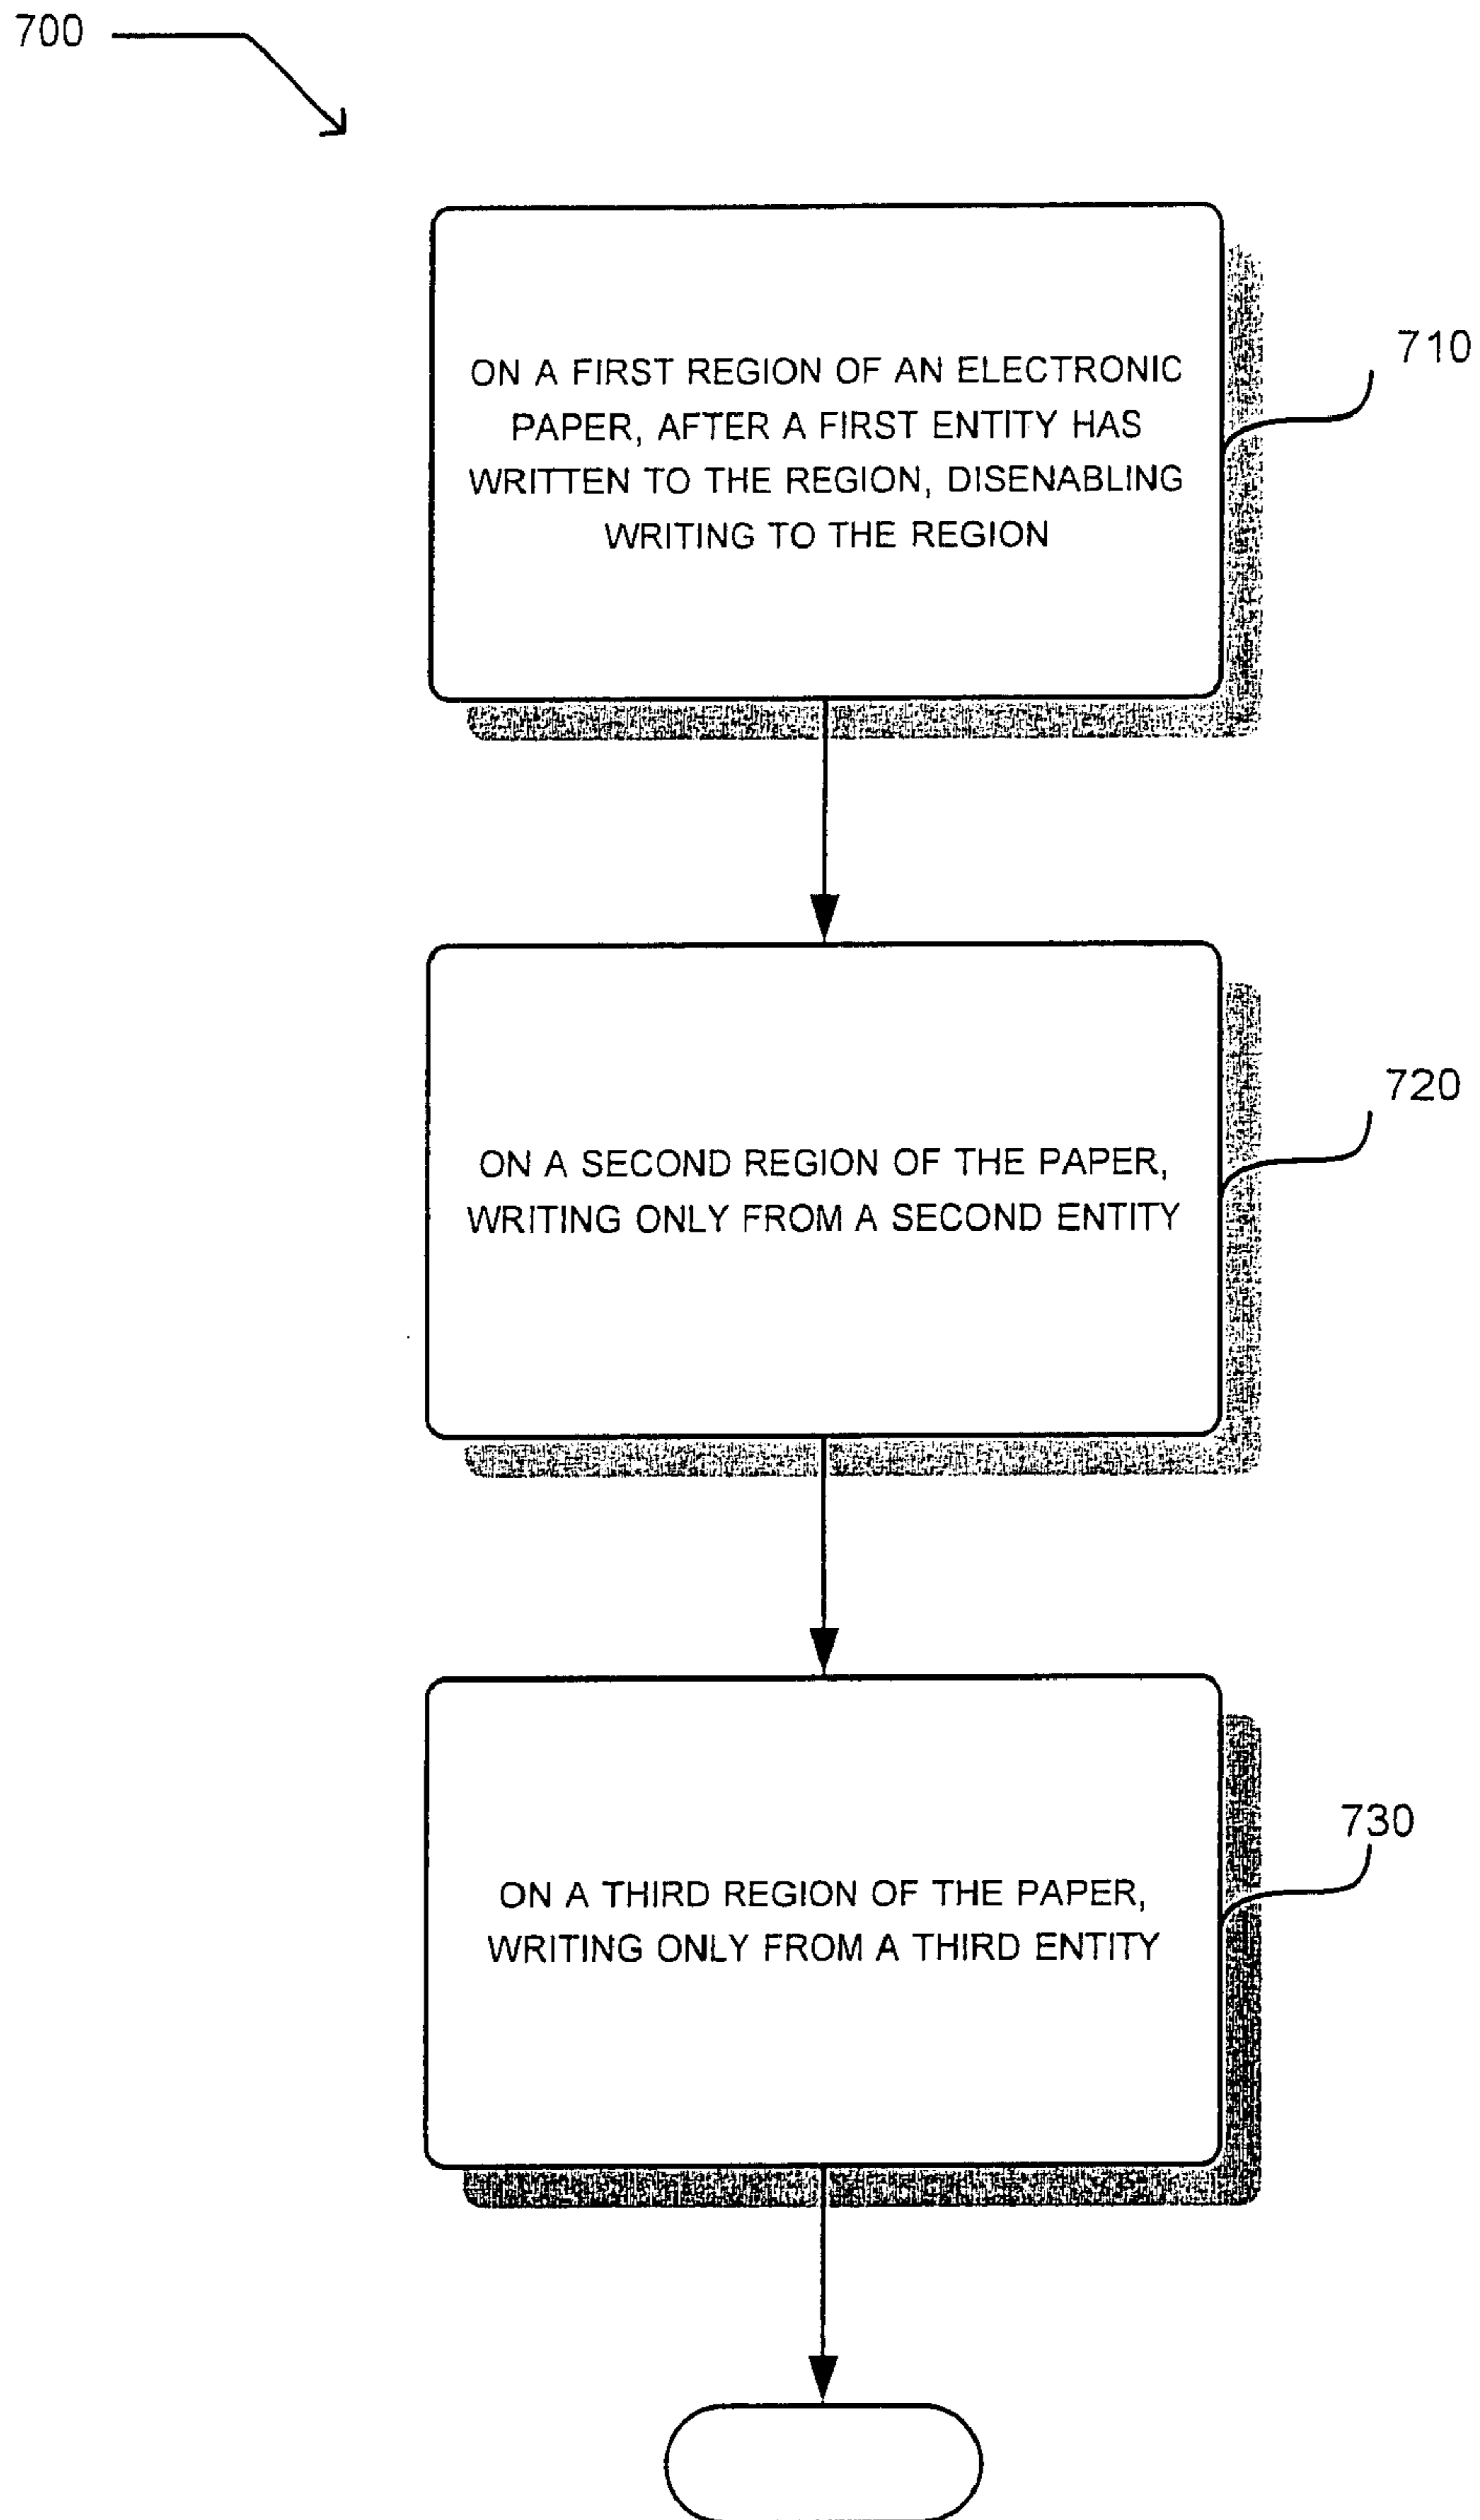 700
ON A FIRST REGION OF AN ELECTRONIC
PAPER, AFTER A FIRST ENTITY HAS
WRITTEN TO THE REGION, DISENABLING
WRITING TO THE REGION
710
ON A SECOND REGION OF THE PAPER,
WRITING ONLY FROM A SECOND ENTITY
720
ON A THIRD REGION OF THE PAPER,
WRITING ONLY FROM A THIRD ENTITY
730